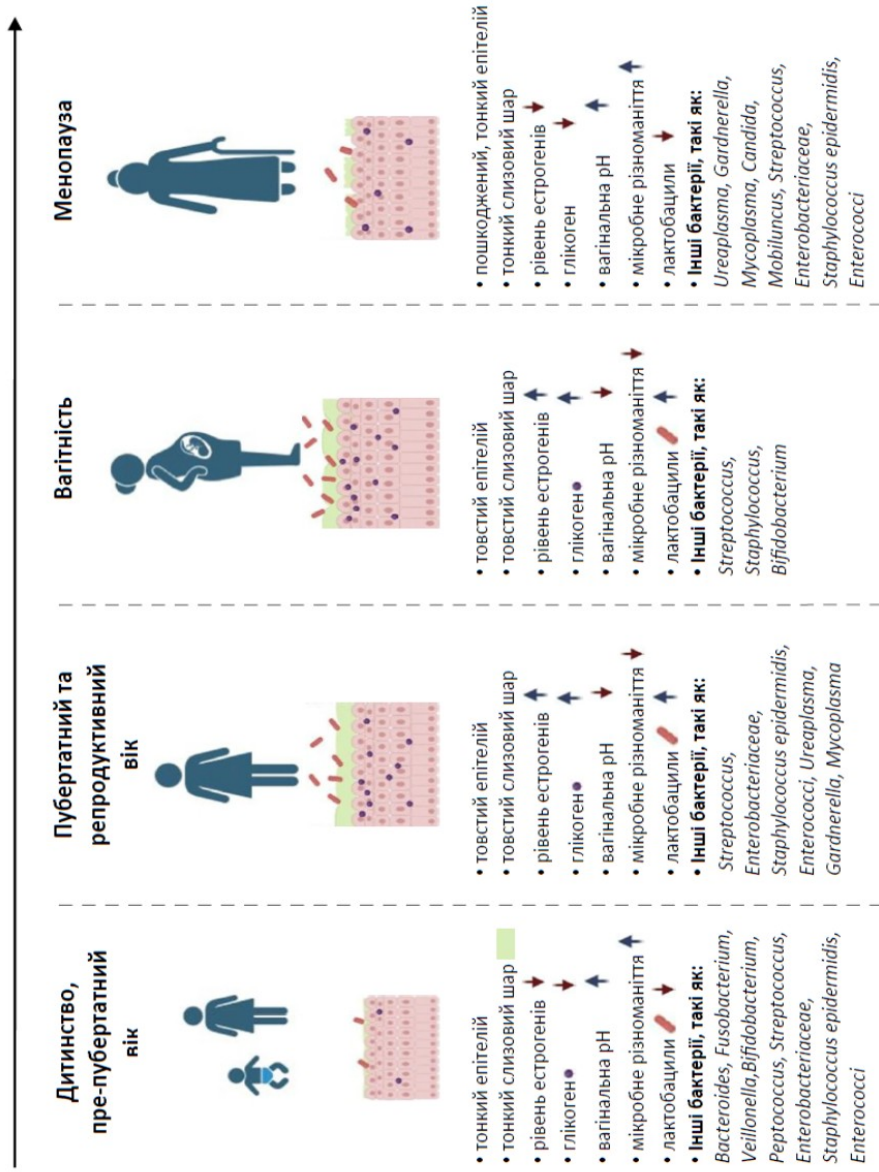 Дитинство,
пре-пубертатний
вік
• тонкий епітелій
• тонкий слизовий шар
• рівень естрогенів
• глікоген
• вагінальна pH
• мікробне різноманіття
• лактобацили
• Інші бактерії, такі як:
Bacteroides, Fusobacterium,
Veillonella,Bifidobacterium,
Peptococcus, Streptococcus,
Enterobacteriaceae,
Staphylococcus epidermidis,
Enterococci
Пубертатний та
репродуктивний
вік
• товстий епітелій
• товстий слизовий шар
• рівень естрогенів
• глікоген
• вагінальна pH
• мікробне різноманіття
• лактобацили
• Інші бактерії, такі як:
Streptococcus,
Enterobacteriaceae,
Staphylococcus epidermidis,
Enterococci, Ureaplasma,
Gardnerella, Mycoplasma
Вагітність
• товстий епітелій
• товстий слизовий шар
• рівень естрогенів
• глікоген
• вагінальна pH
• мікробне різноманіття
• лактобацили
• Інші бактерії, такі як:
Streptococcus,
Staphylococcus,
Bifidobacterium
Менопауза
• пошкоджений, тонкий епітелій
• тонкий слизовий шар
• рівень естрогенів
• глікоген
• вагінальна pH
• мікробне різноманіття
• лактобацили
• Інші бактерії, такі як:
Ureaplasma, Gardnerella,
Mycoplasma, Candida,
Mobiluncus, Streptococcus,
Enterobacteriaceae,
Staphylococcus epidermidis,
Enterococci